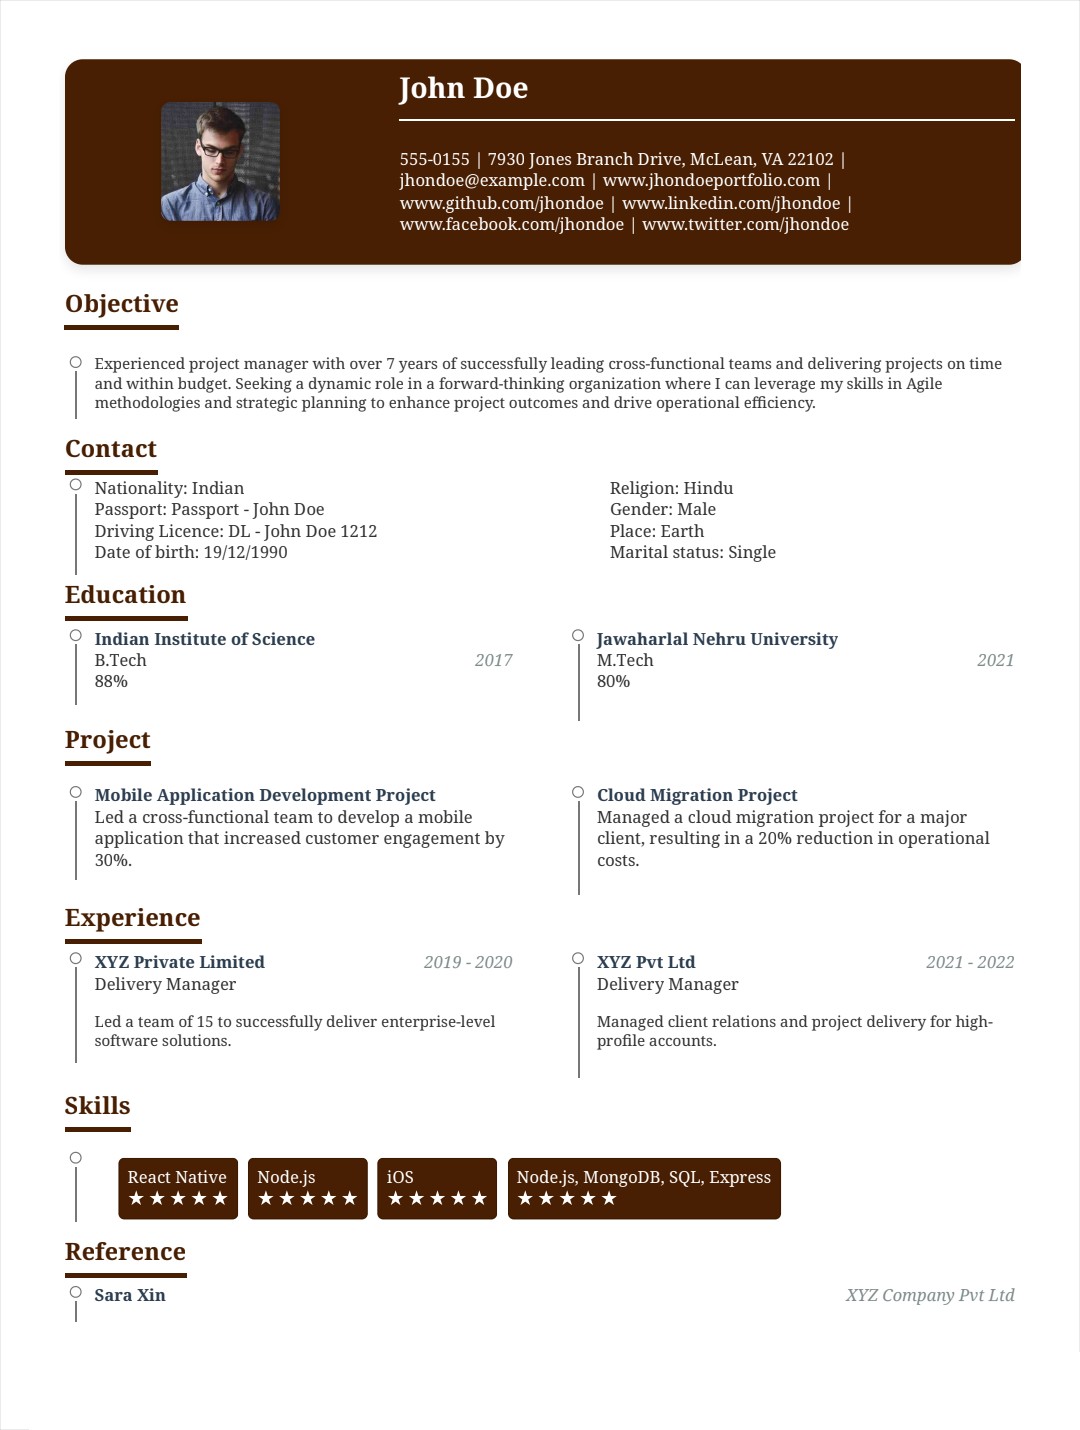 John Doe
555-0155 | 7930 Jones Branch Drive, McLean, VA 22102 |
jhondoe@example.com | www.jhondoeportfolio.com |
www.github.com/jhondoe | www.linkedin.com/jhondoe |
www.facebook.com/jhondoe | www.twitter.com/jhondoe
Objective
Experienced project manager with over 7 years of successfully leading cross-functional teams and delivering projects on time
and within budget. Seeking a dynamic role in a forward-thinking organization where I can leverage my skills in Agile
methodologies and strategic planning to enhance project outcomes and drive operational efficiency.
Contact
Nationality: Indian
Passport: Passport - John Doe
Driving Licence: DL - John Doe 1212
Date of birth: 19/12/1990
Religion: Hindu
Gender: Male
Place: Earth
Marital status: Single
Education
Indian Institute of Science
B.Tech 2017
88%
Jawaharlal Nehru University
M.Tech 2021
80%
Project
Mobile Application Development Project
Led a cross-functional team to develop a mobile
application that increased customer engagement by
30%.
Cloud Migration Project
Managed a cloud migration project for a major
client, resulting in a 20% reduction in operational
costs.
Experience
XYZ Private Limited 2019 - 2020
Delivery Manager
Led a team of 15 to successfully deliver enterprise-level
software solutions.
XYZ Pvt Ltd 2021 - 2022
Delivery Manager
Managed client relations and project delivery for high-
profile accounts.
Skills
React Native
★ ★ ★ ★ ★
Node.js
★ ★ ★ ★ ★
iOS
★ ★ ★ ★ ★
Node.js, MongoDB, SQL, Express
★ ★ ★ ★ ★
Reference
Sara Xin XYZ Company Pvt Ltd